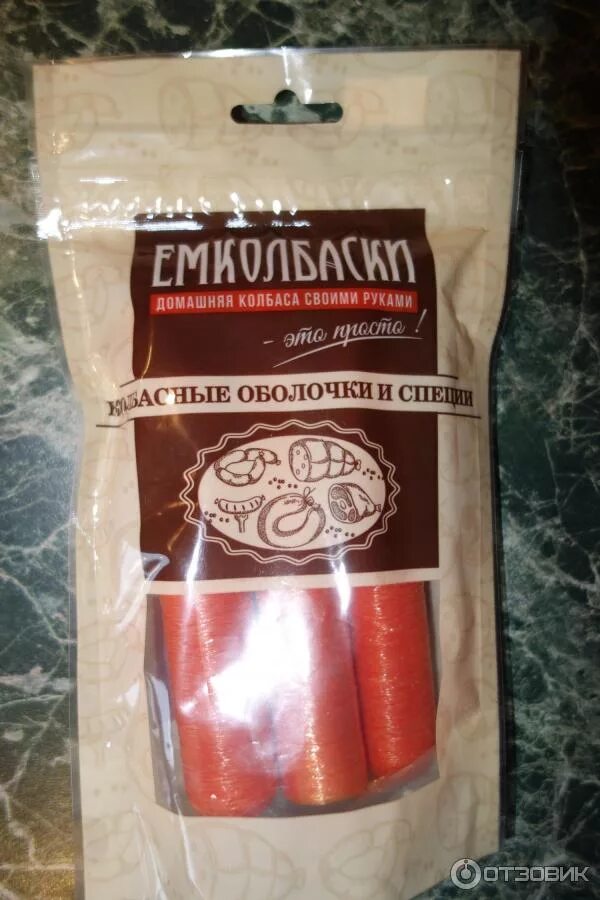 ЕМКОЛБАСКИ
ДОМАШНЯЯ КОЛБАСА СВОИМИ РУКАМИ
- это просто!
КОЛБАСНЫЕ ОБОЛОЧКИ И СПЕЦИИ
ОТЗОВИК